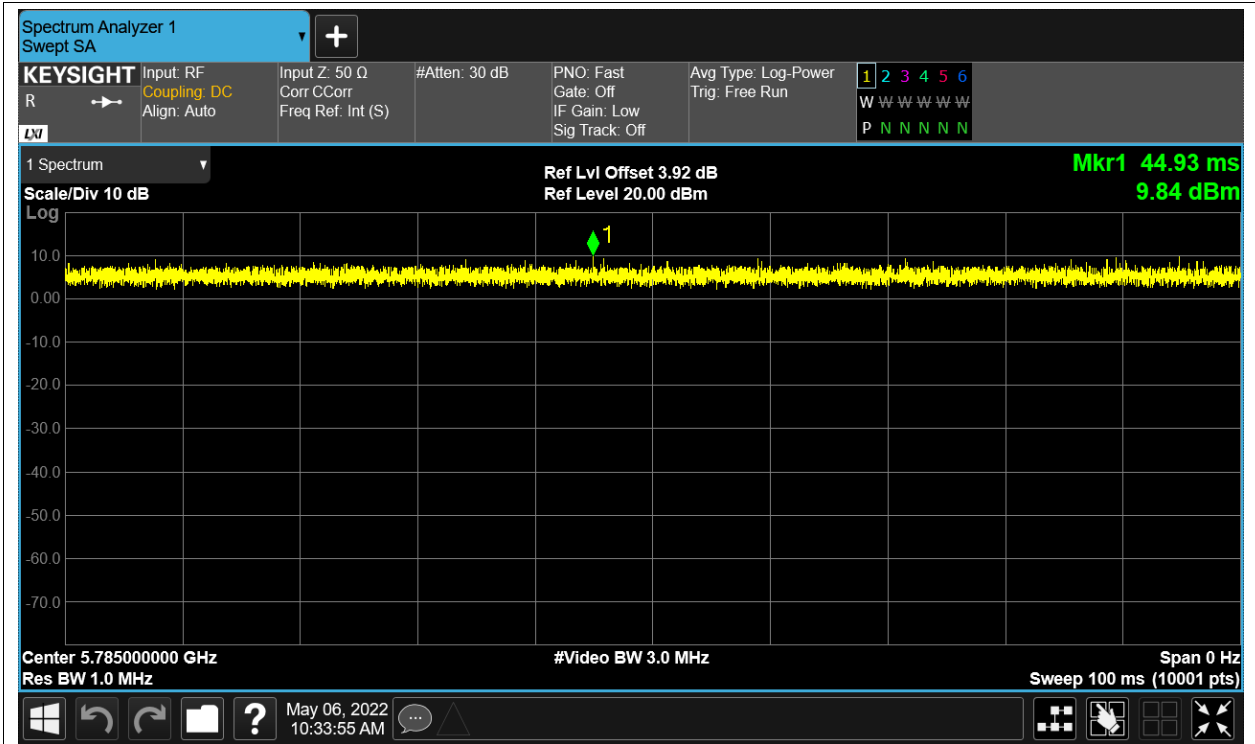 Spectrum Analyzer 1
Swept SA
KEYSIGHT
R
LXI
Input: RF
Coupling: DC
Align: Auto
Input Z: 50 Ω
Corr CCorr
Freq Ref: Int (S)
#Atten: 30 dB
PNO: Fast
Gate: Off
IF Gain: Low
Sig Track: Off
Avg Type: Log-Power
Trig: Free Run
1 2 3 4 5 6
W W W W W W
P N N N N N
1 Spectrum
Scale/Div 10 dB
Log
Ref Lvl Offset 3.92 dB
Ref Level 20.00 dBm
Mkr1 44.93 ms
9.84 dBm
1
10.0
0.00
-10.0
-20.0
-30.0
-40.0
-50.0
-60.0
-70.0
Center 5.785000000 GHz
Res BW 1.0 MHz
#Video BW 3.0 MHz
Span 0 Hz
Sweep 100 ms (10001 pts)
?
May 06, 2022
10:33:55 AM